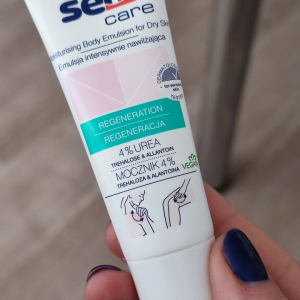 care
Moisturising Body Emulsion for Dry Skin
Emulsja intensywnie nawilżająca
REGENERATION
REGENERACJA
4% UREA
TREHALOSE & ALLANTOIN
MOCZNIK 4%
TREHALOZA & ALANTOINA
VEGAN